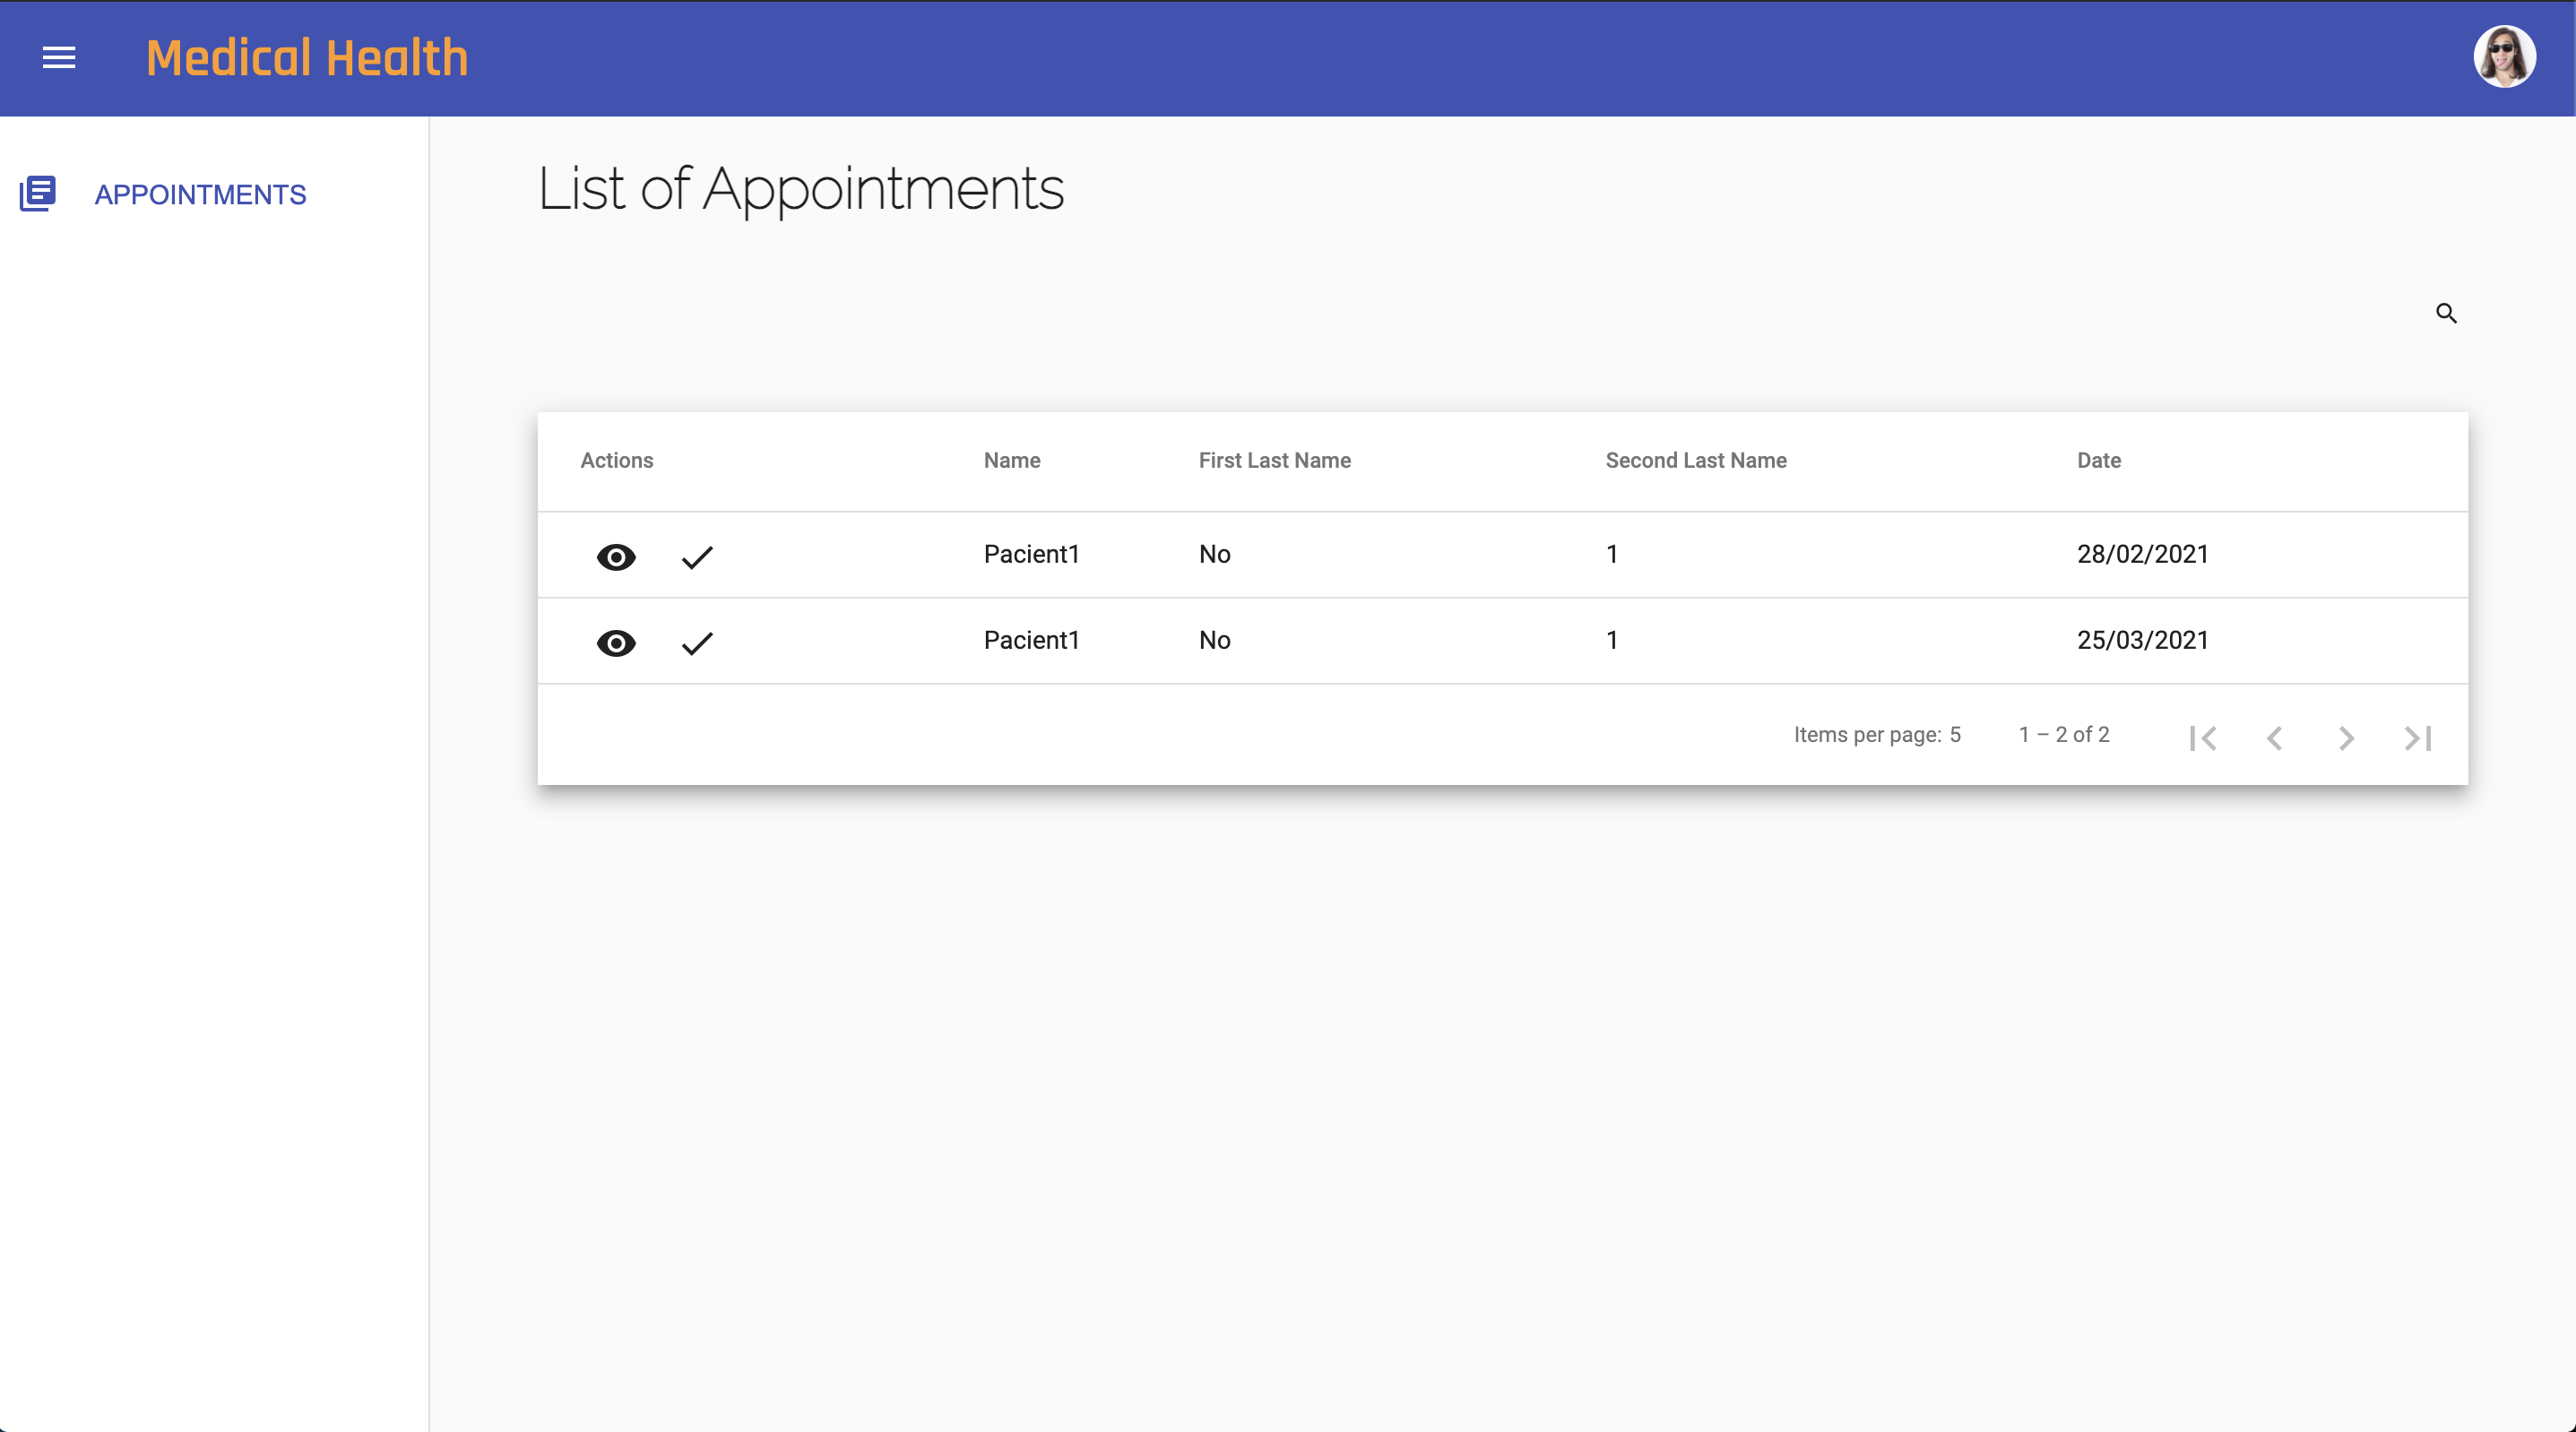 Medical Health
APPOINTMENTS
List of Appointments
Actions Name First Last Name Second Last Name Date
Pacient1 No 1 28/02/2021
Pacient1 No 1 25/03/2021
Items per page: 5 1 – 2 of 2